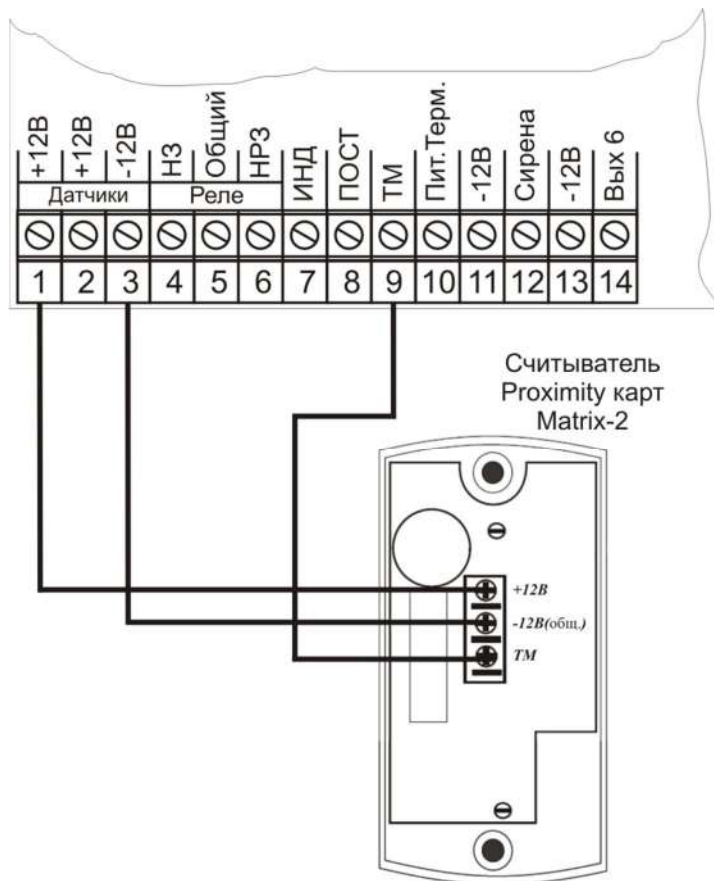 +12В +12В -12В НЗ Общий НРЗ ИНД ПОСТ ТМ Пит.Терм. -12В Сирена -12В Вых 6
Датчики Реле
1 2 3 4 5 6 7 8 9 10 11 12 13 14
Считыватель
Proximity карт
Matrix-2
+12В
-12В(общ.)
ТМ